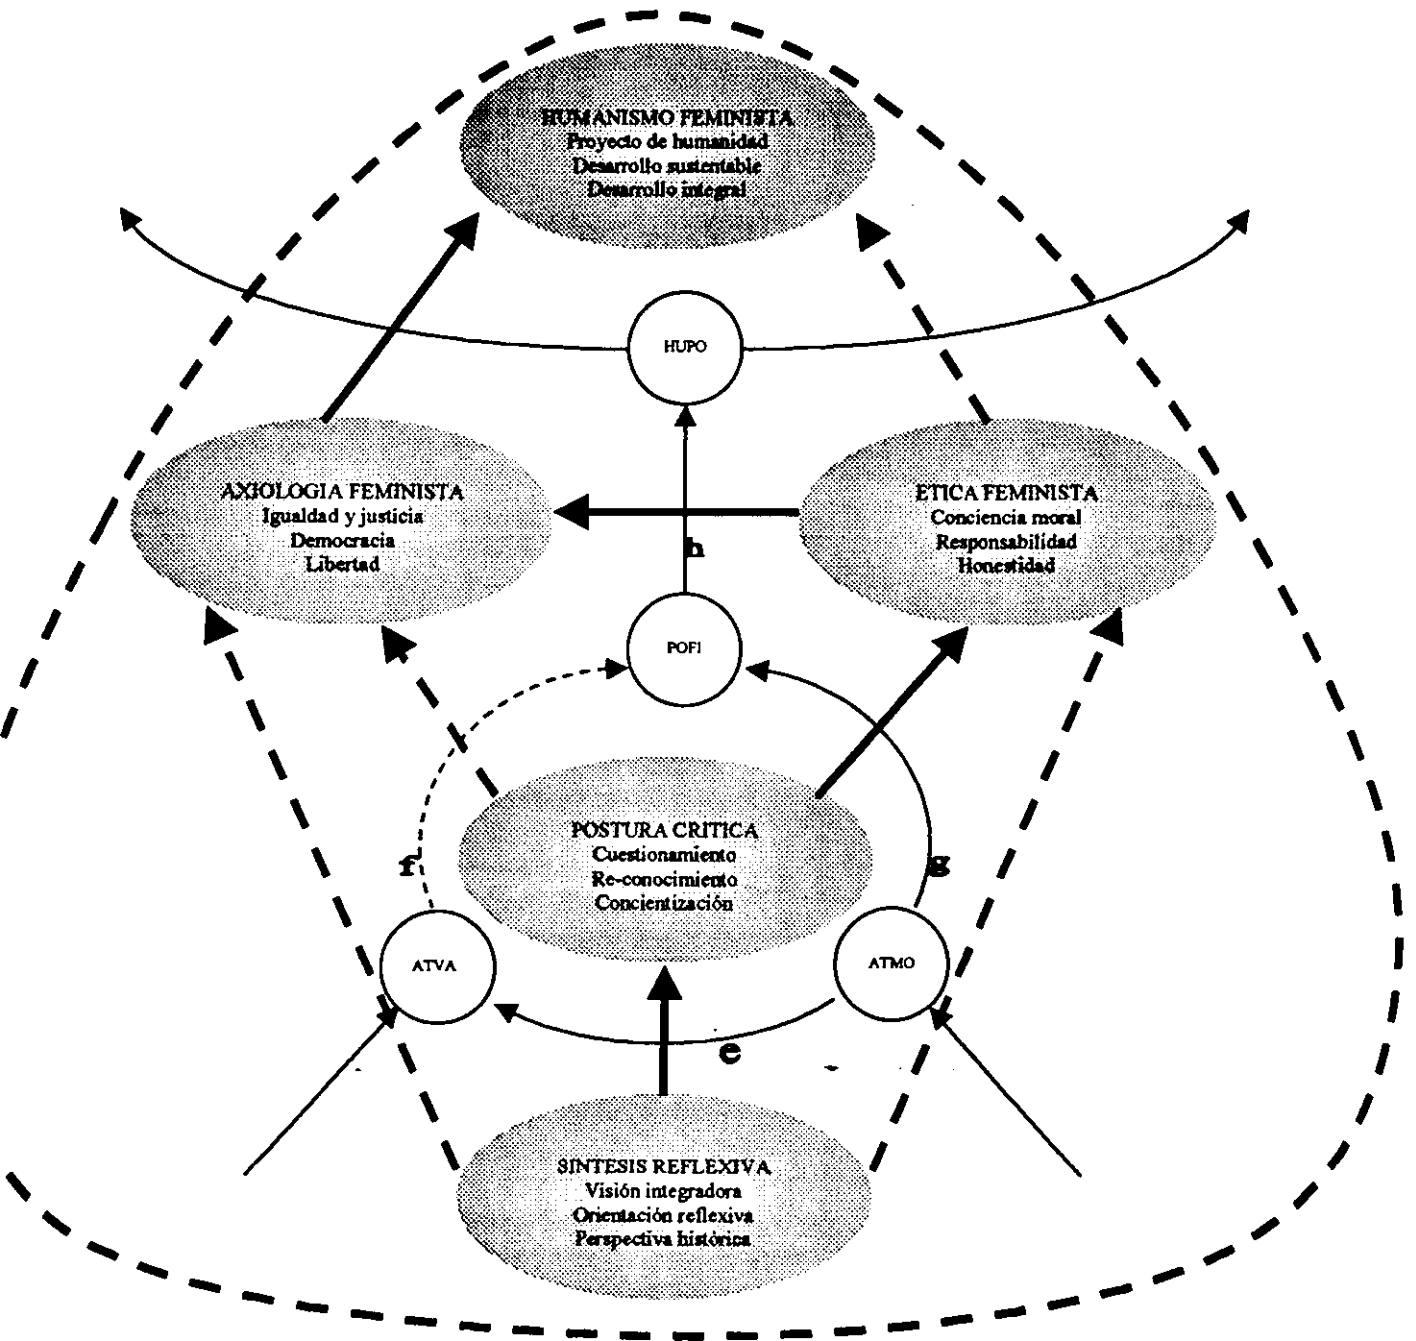 HUMANISMO FEMINISTA
Proyecto de humanidad
Desarrollo sustentable
Desarrollo integral
HUPO
AXIOLOGIA FEMINISTA
Igualdad y justicia
Democracia
Libertad
ETICA FEMINISTA
Conciencia moral
Responsabilidad
Honestidad
h
POFI
POSTURA CRITICA
Cuestionamiento
Re-conocimiento
Concientización
f
g
ATVA
ATMO
e
SINTESIS REFLEXIVA
Visión integradora
Orientación reflexiva
Perspectiva histórica